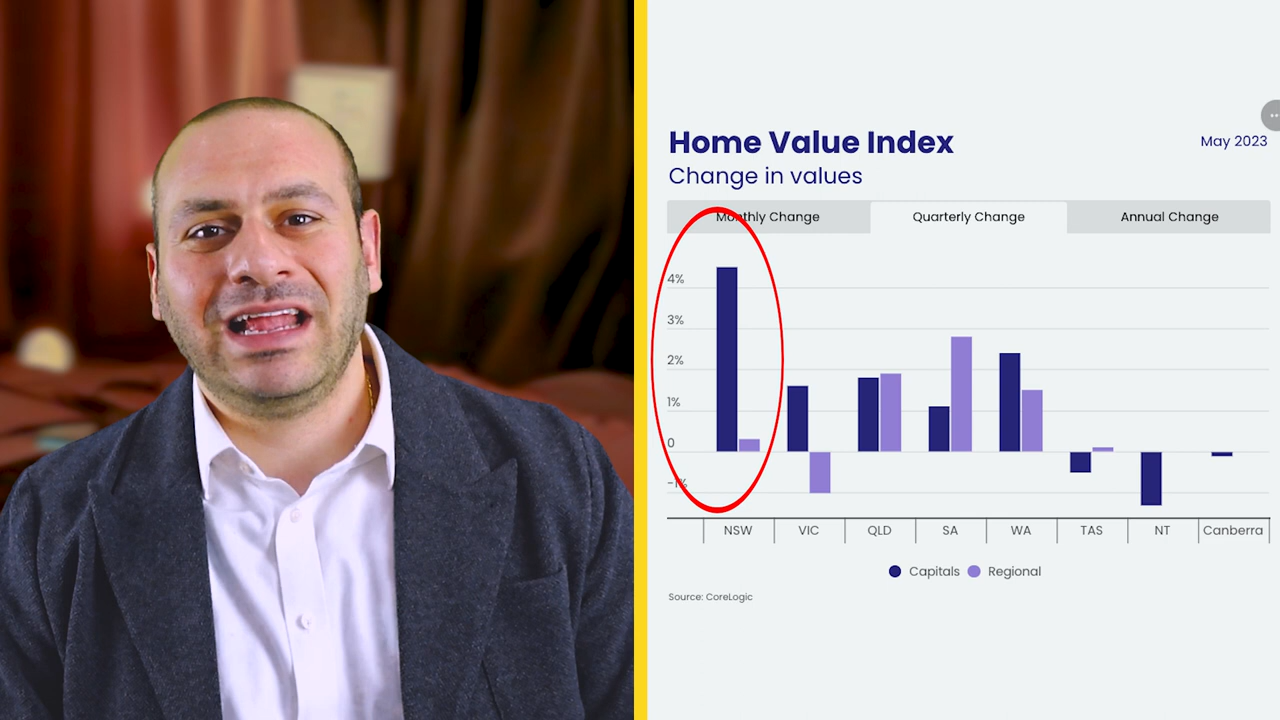 Home Value Index
May 2023
Change in values
Monthly Change Quarterly Change Annual Change
4%
3%
2%
1%
0
-1%
NSW VIC QLD SA WA TAS NT Canberra
Capitals Regional
Source: CoreLogic